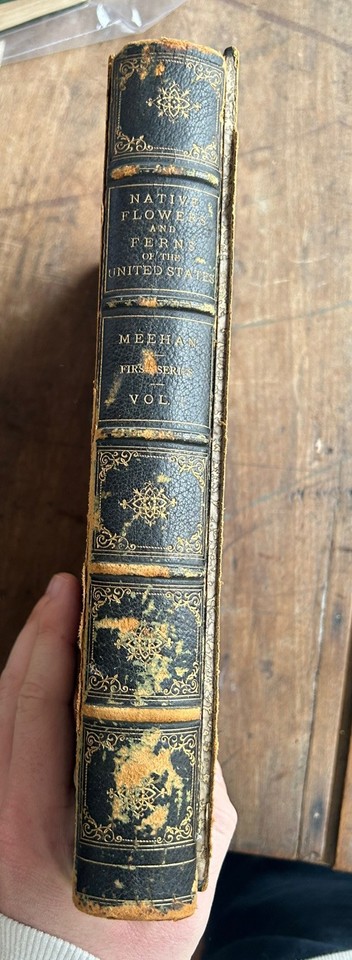 NATIVE
FLOWERS
AND
FERNS
OF THE
UNITED STATES
MEEHAN
FIRST SERIES
VOL.